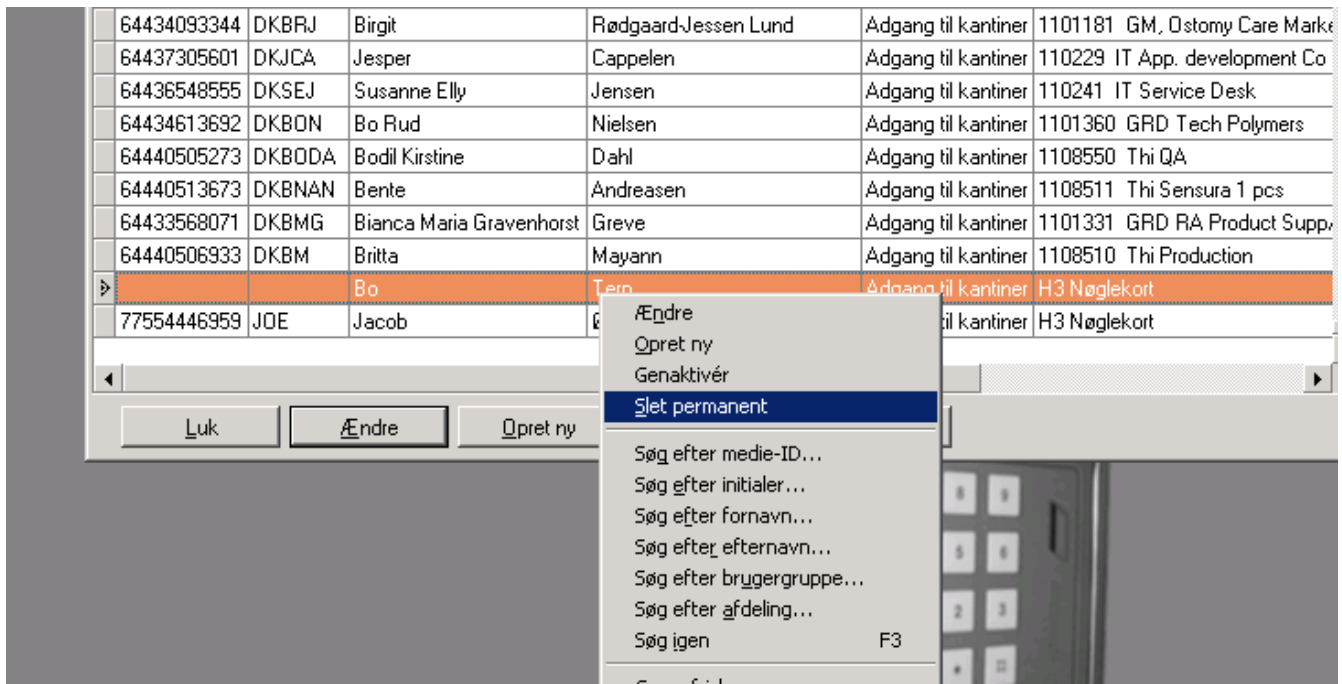 64434093344 DKBRJ Birgit Rødgaard-Jessen Lund Adgang til kantiner 1101181 GM, Ostomy Care
64437305601 DKJCA Jesper Cappelen Adgang til kantiner 110229 IT App. development Co
64436548555 DKSEJ Susanne Elly Jensen Adgang til kantiner 110241 IT Service Desk
64434613692 DKBON Bo Rud Nielsen Adgang til kantiner 1101360 GRD Tech Polymers
64440505273 DKBODA Bodil Kirstine Dahl Adgang til kantiner 1108550 Thi QA
64440513673 DKBNAN Bente Andreasen Adgang til kantiner 1108511 Thi Sensura 1 pcs
64433568071 DKBMG Bianca Maria Gravenhorst Greve Adgang til kantiner 1101331 GRD RA Product
64440506933 DKBM Britta Mayann Adgang til kantiner 1108510 Thi Production
Bo Adgang til kantiner H3 Nøglekort
77554446959 JOE Jacob til kantiner H3 Nøglekort
Ændre
Opret ny
Genaktivér
Slet permanent
Luk Ændre Opret ny
Søg efter medie-ID...
Søg efter initialer...
Søg efter fornavn...
Søg efter efternavn...
Søg efter brugergruppe...
Søg efter afdeling...
Søg igen F3
8 9
5 6
2 3